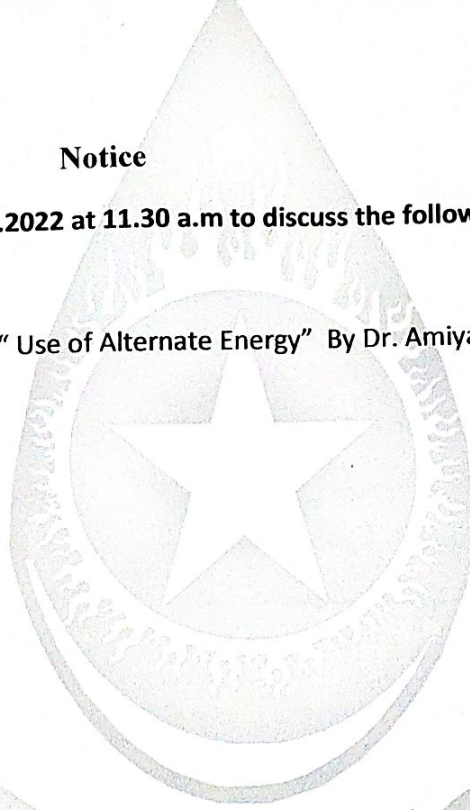 Notice
.2022 at 11.30 a.m to discuss the follow
“ Use of Alternate Energy” By Dr. Amiya